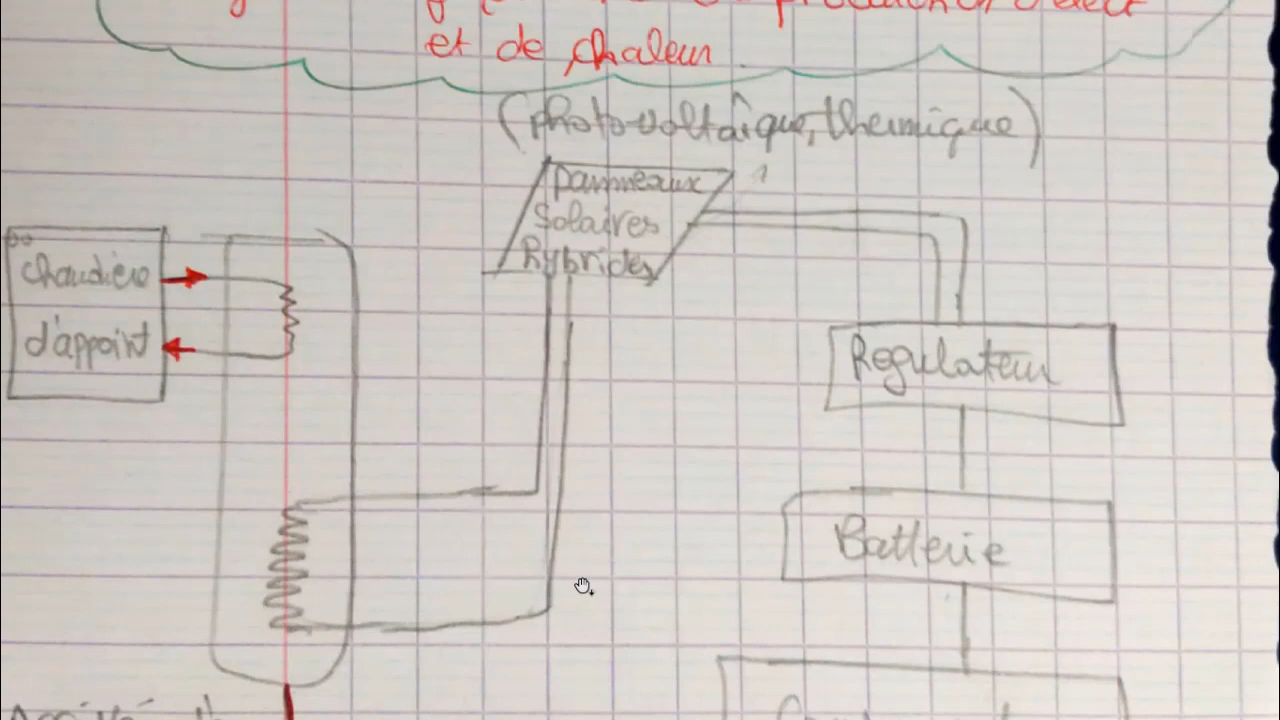 et de chaleur
(photovoltaïque, thermique)
panneaux
Solaires
hybrides
chaudière
d'appoint
Regulateur
Batterie